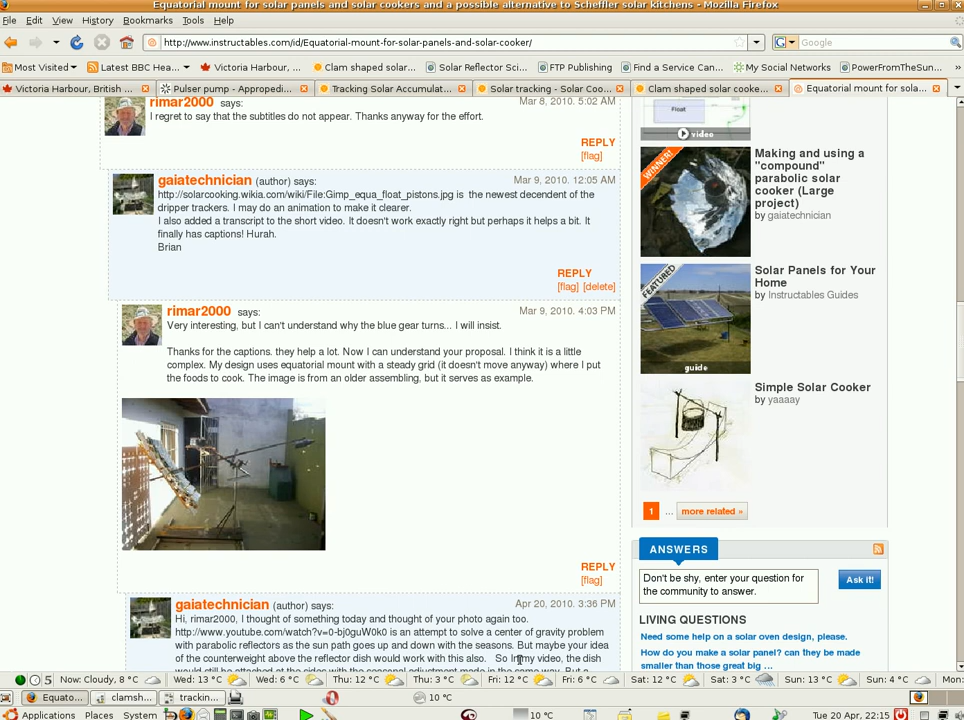 Equatorial mount for solar panels and solar cookers and a possible alternative to Scheffler solar kitchens - Mozilla Firefox
File Edit View History Bookmarks Tools Help
http://www.instructables.com/id/Equatorial-mount-for-solar-panels-and-solar-cooker/
Google
Most Visited Latest BBC Hea... Victoria Harbour, ... Clam shaped solar... Solar Reflector Sci... FTP Publishing Find a Service Can... My Social Networks PowerFromTheSun... »
Victoria Harbour, British ... Pulser pump - Appropedi... Tracking Solar Accumulat... Solar tracking - Solar Coo... Clam shaped solar cooke... Equatorial mount for sola...
rimar2000 says: Mar 8, 2010. 5:02 AM
I regret to say that the subtitles do not appear. Thanks anyway for the effort.
REPLY
[flag]
gaiatechnician (author) says: Mar 9, 2010. 12:05 AM
http://solarcooking.wikia.com/wiki/File:Gimp_equa_float_pistons.jpg is the newest decendent of the
dripper trackers. I may do an animation to make it clearer.
I also added a transcript to the short video. It doesn't work exactly right but perhaps it helps a bit. It
finally has captions! Hurah.
Brian
REPLY
[flag] [delete]
rimar2000 says: Mar 9, 2010. 4:03 PM
Very interesting, but I can't understand why the blue gear turns... I will insist.
Thanks for the captions. they help a lot. Now I can understand your proposal. I think it is a little
complex. My design uses equatorial mount with a steady grid (it doesn't move anyway) where I put
the foods to cook. The image is from an older assembling, but it serves as example.
REPLY
[flag]
gaiatechnician (author) says: Apr 20, 2010. 3:36 PM
Hi, rimar2000, I thought of something today and thought of your photo again too.
http://www.youtube.com/watch?v=0-bj0guW0k0 is an attempt to solve a center of gravity problem
with parabolic reflectors as the sun path goes up and down with the seasons. But maybe your idea
of the counterweight above the reflector dish would work with this also. So in my video, the dish
Float
video
WINNER!
Making and using a
"compound"
parabolic solar
cooker (Large
project)
by gaiatechnician
FEATURED
guide
Solar Panels for Your
Home
by Instructables Guides
Simple Solar Cooker
by yaaaay
1 ... more related »
ANSWERS
Don't be shy, enter your question for
the community to answer.
Ask it!
LIVING QUESTIONS
Need some help on a solar oven design, please.
How do you make a solar panel? can they be made
smaller than those great big ...
5 Now: Cloudy, 8 °C Wed: 13 °C Wed: 6 °C Thu: 12 °C Thu: 3 °C Fri: 12 °C Fri: 6 °C Sat: 12 °C Sat: 3 °C Sun: 13 °C Sun: 4 °C Mon:
Equato... clamsh... trackin... 10 °C
Applications Places System 10 °C Tue 20 Apr, 22:15